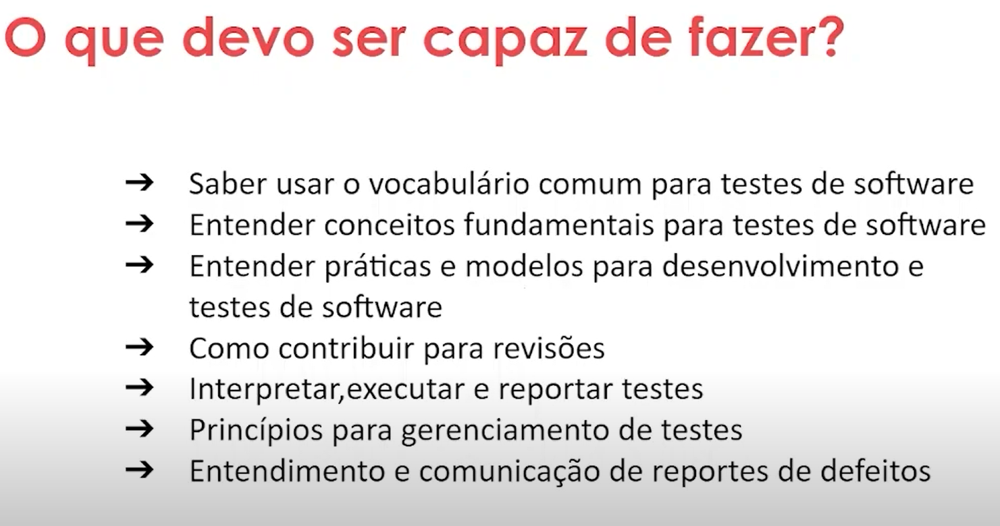 O que devo ser capaz de fazer?
➔ Saber usar o vocabulário comum para testes de software
➔ Entender conceitos fundamentais para testes de software
➔ Entender práticas e modelos para desenvolvimento e
testes de software
➔ Como contribuir para revisões
➔ Interpretar,executar e reportar testes
➔ Princípios para gerenciamento de testes
➔ Entendimento e comunicação de reportes de defeitos